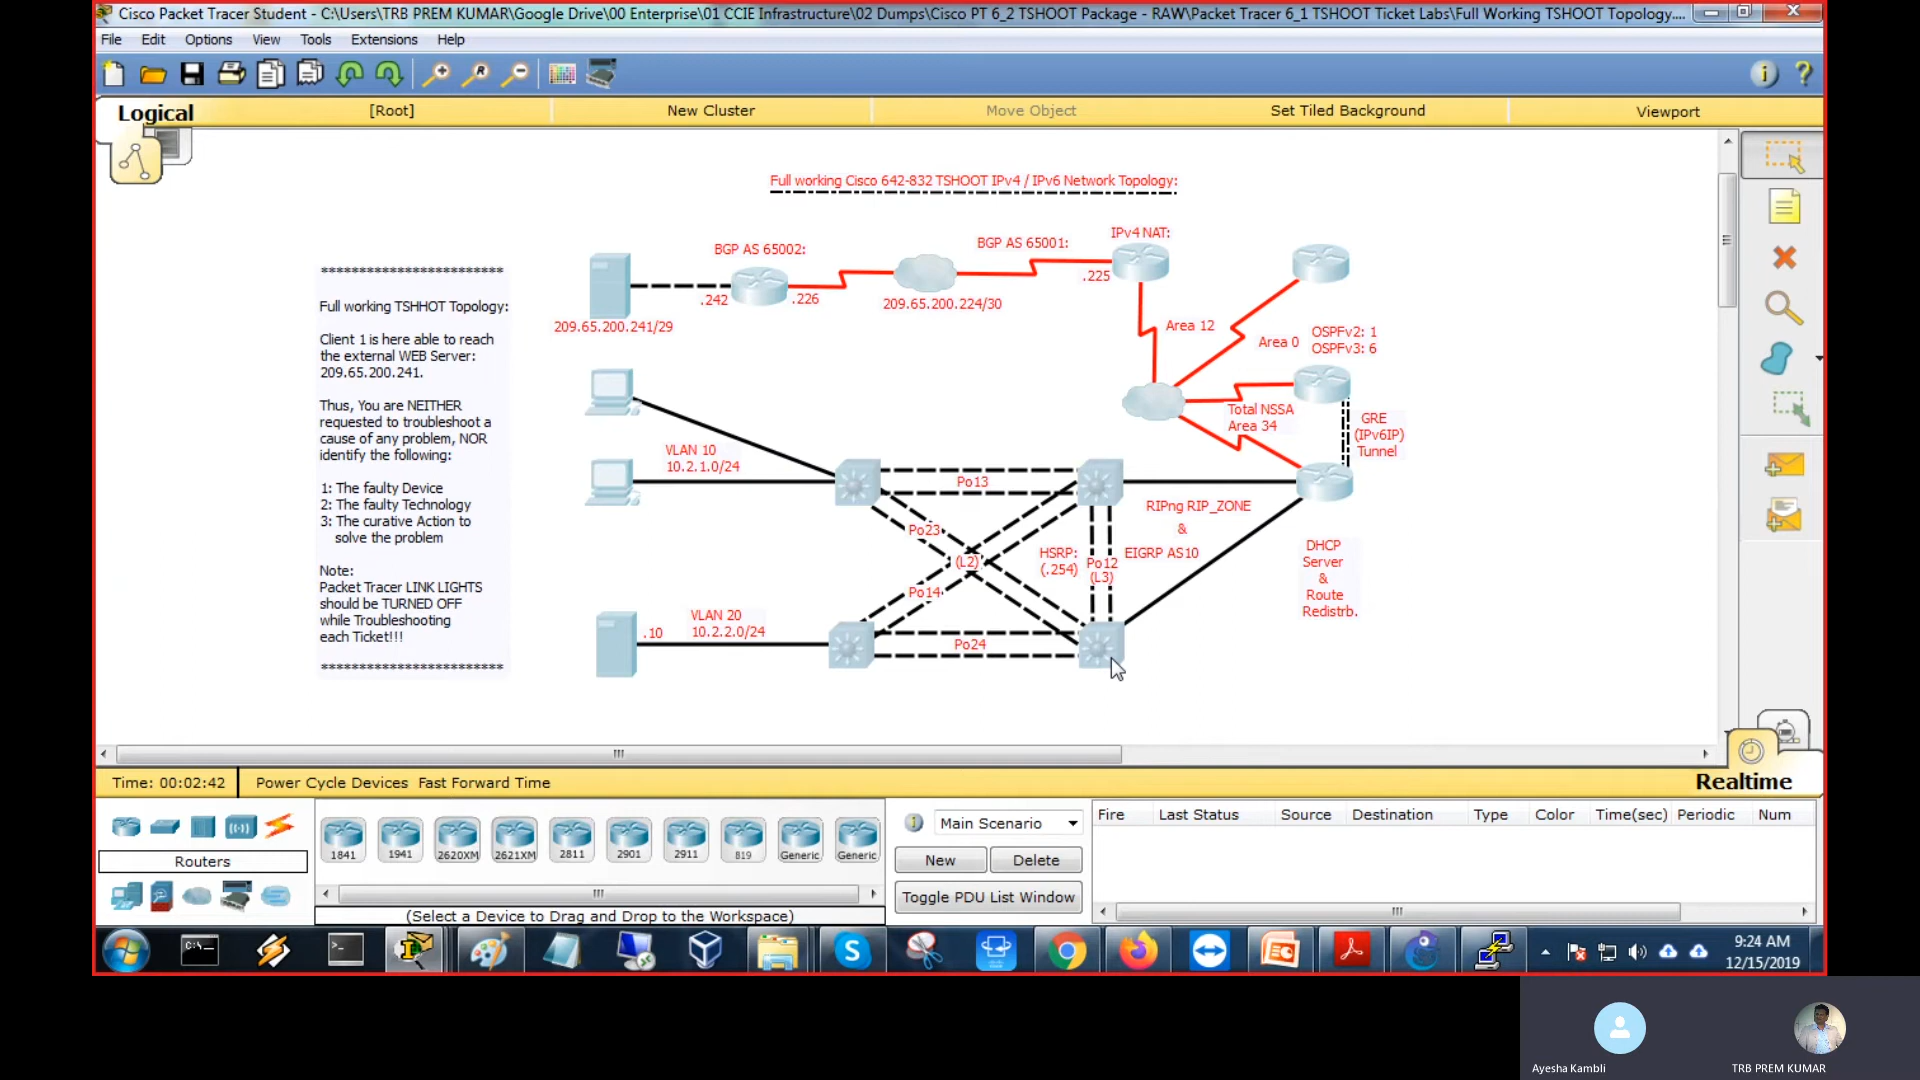 Cisco Packet Tracer Student - C:\Users\TRB PREM KUMAR\Google Drive\00 Enterprise\01 CCIE Infrastructure\02 Dumps\Cisco PT 6_2 TSHOOT Package - RAW\Packet Tracer 6_1 TSHOOT Ticket Labs\Full Working TSHOOT Topology....
File Edit Options View Tools Extensions Help
Logical [Root] New Cluster Move Object Set Tiled Background Viewport
Full working Cisco 642-832 TSHOOT IPv4 / IPv6 Network Topology:
************************
Full working TSHHOT Topology:
Client 1 is here able to reach
the external WEB Server:
209.65.200.241.
Thus, You are NEITHER
requested to troubleshoot a
cause of any problem, NOR
identify the following:
1: The faulty Device
2: The faulty Technology
3: The curative Action to
solve the problem
Note:
Packet Tracer LINK LIGHTS
should be TURNED OFF
while Troubleshooting
each Ticket!!!
************************
BGP AS 65002:
BGP AS 65001:
IPv4 NAT:
.242
.226
.225
209.65.200.224/30
209.65.200.241/29
Area 12
Area 0
OSPFv2: 1
OSPFv3: 6
Total NSSA
Area 34
GRE
(IPv6IP)
Tunnel
VLAN 10
10.2.1.0/24
Po13
Po23
(L2)
Po14
HSRP:
(.254)
Po12
(L3)
RIPng RIP_ZONE
&
EIGRP AS10
DHCP
Server
&
Route
Redistrb.
VLAN 20
10.2.2.0/24
.10
Po24
Time: 00:02:42 Power Cycle Devices Fast Forward Time Realtime
Routers
1841 1941 2620XM 2621XM 2811 2901 2911 819 Generic Generic
(Select a Device to Drag and Drop to the Workspace)
Main Scenario
New Delete
Toggle PDU List Window
Fire Last Status Source Destination Type Color Time(sec) Periodic Num
9:24 AM
12/15/2019
Ayesha Kambli
TRB PREM KUMAR